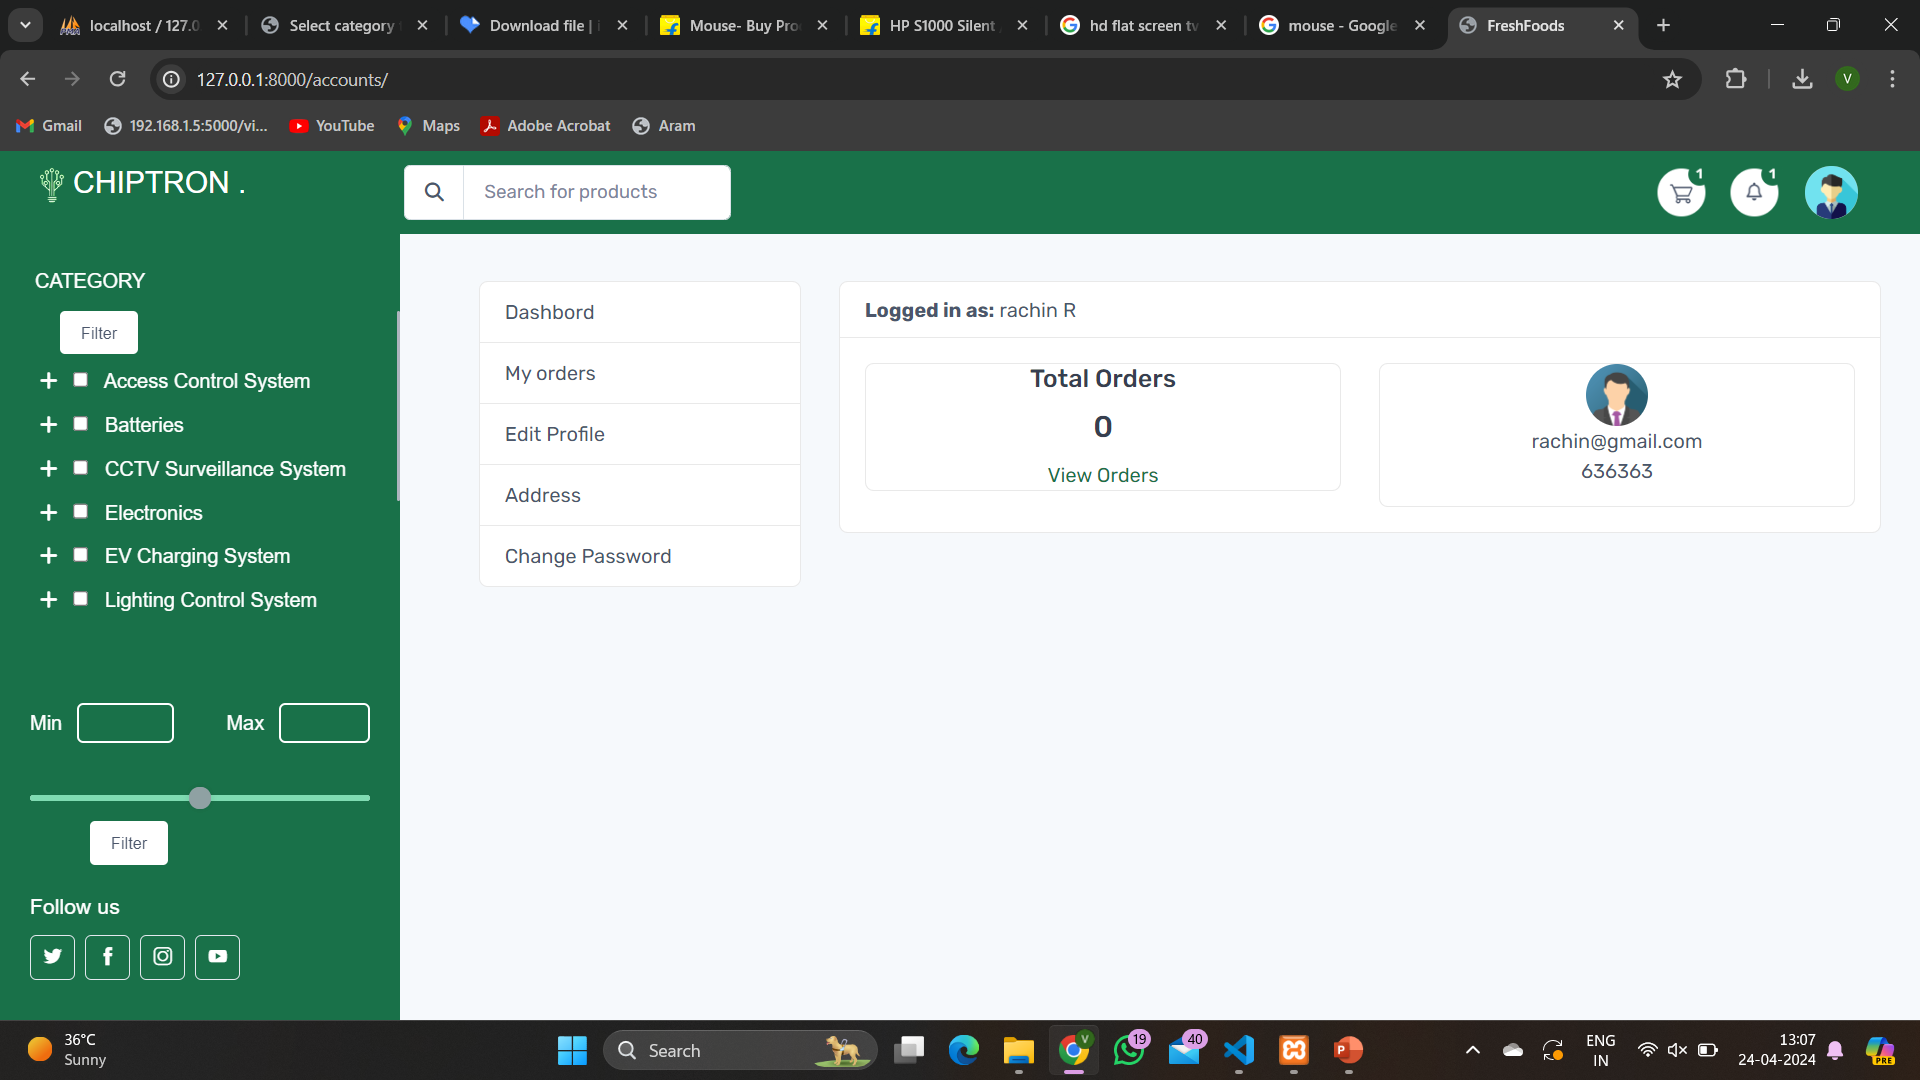 localhost / 127.0
Select category
Download file |
Mouse- Buy Pro
HP S1000 Silent
hd flat screen tv
mouse - Google
FreshFoods
127.0.0.1:8000/accounts/
V
Gmail
192.168.1.5:5000/vi...
YouTube
Maps
Adobe Acrobat
Aram
CHIPTRON .
Search for products
1
1
CATEGORY
Filter
Access Control System
Batteries
CCTV Surveillance System
Electronics
EV Charging System
Lighting Control System
Min
Max
Filter
Follow us
Dashbord
My orders
Edit Profile
Address
Change Password
Logged in as: rachin R
Total Orders
0
View Orders
rachin@gmail.com
636363
36°C
Sunny
Search
V
19
40
P
ENG
IN
13:07
24-04-2024
PRE